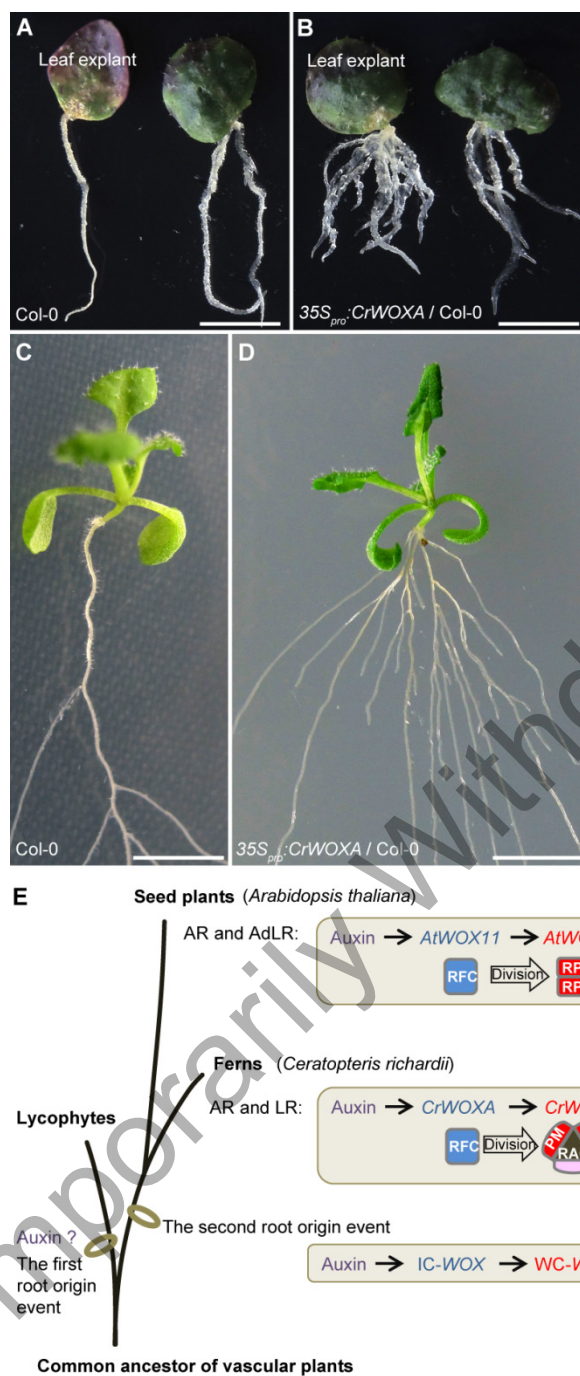 A
Leaf explant
Col-0
B
Leaf explant
35Spro:CrWOXA / Col-0
C
Col-0
D
35Spro:CrWOXA / Col-0
E
Seed plants (Arabidopsis thaliana)
AR and AdLR:
Auxin → AtWOX11 →
RFC Division
Ferns (Ceratopteris richardii)
AR and LR:
Auxin → CrWOXA →
RFC Division PM
Lycophytes
Auxin ?
The first
root origin
event
The second root origin event
Auxin → IC-WOX →
Common ancestor of vascular plants